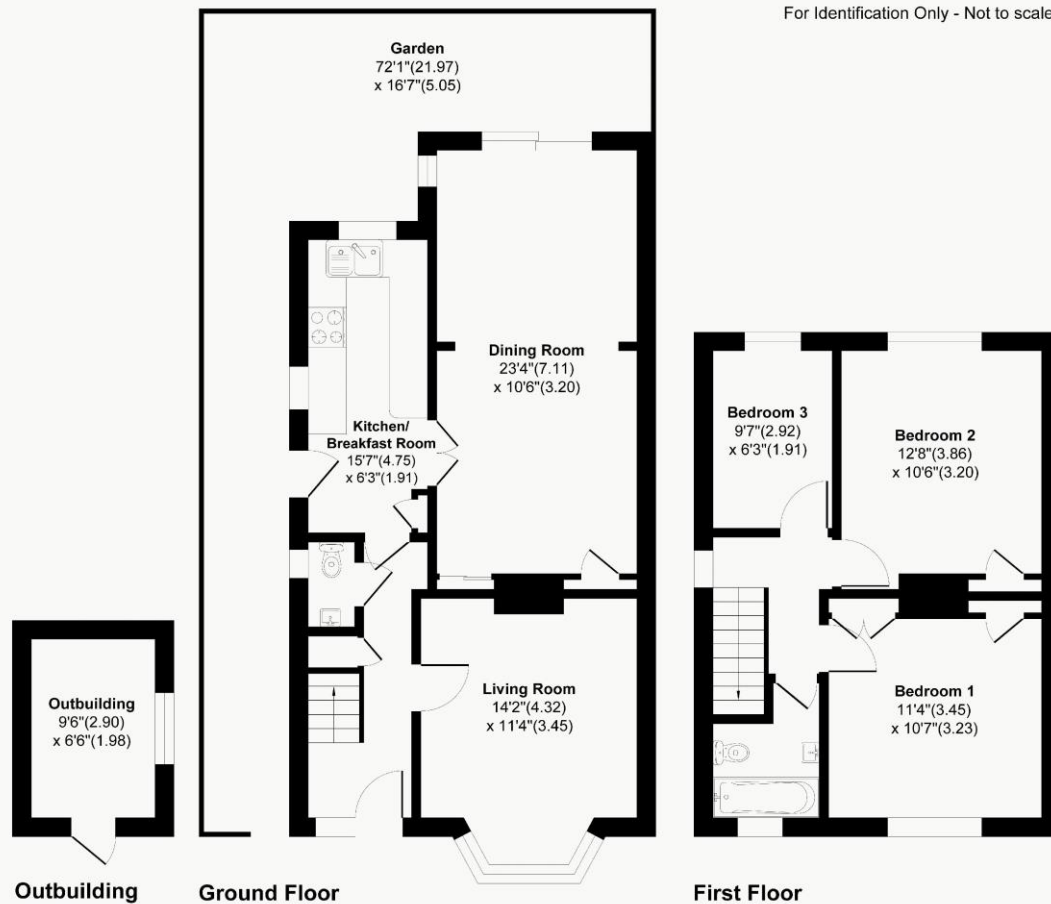 For Identification Only - Not to scale
Garden
72'1"(21.97)
x 16'7"(5.05)
Dining Room
23'4"(7.11)
x 10'6"(3.20)
Kitchen/
Breakfast Room
15'7"(4.75)
x 6'3"(1.91)
Living Room
14'2"(4.32)
x 11'4"(3.45)
Bedroom 3
9'7"(2.92)
x 6'3"(1.91)
Bedroom 2
12'8"(3.86)
x 10'6"(3.20)
Bedroom 1
11'4"(3.45)
x 10'7"(3.23)
Outbuilding
9'6"(2.90)
x 6'6"(1.98)
Outbuilding
Ground Floor
First Floor